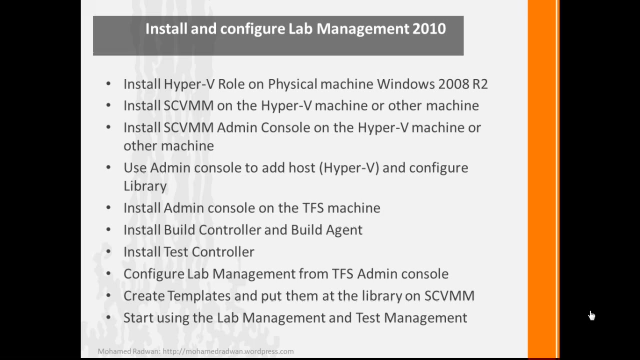 Install and configure Lab Management 2010
• Install Hyper-V Role on Physical machine Windows 2008 R2
• Install SCVMM on the Hyper-V machine or other machine
• Install SCVMM Admin Console on the Hyper-V machine or
other machine
• Use Admin console to add host (Hyper-V) and configure
Library
• Install Admin console on the TFS machine
• Install Build Controller and Build Agent
• Install Test Controller
• Configure Lab Management from TFS Admin console
• Create Templates and put them at the library on SCVMM
• Start using the Lab Management and Test Management
Mohamed Radwan: http://mohamedradwan.wordpress.com